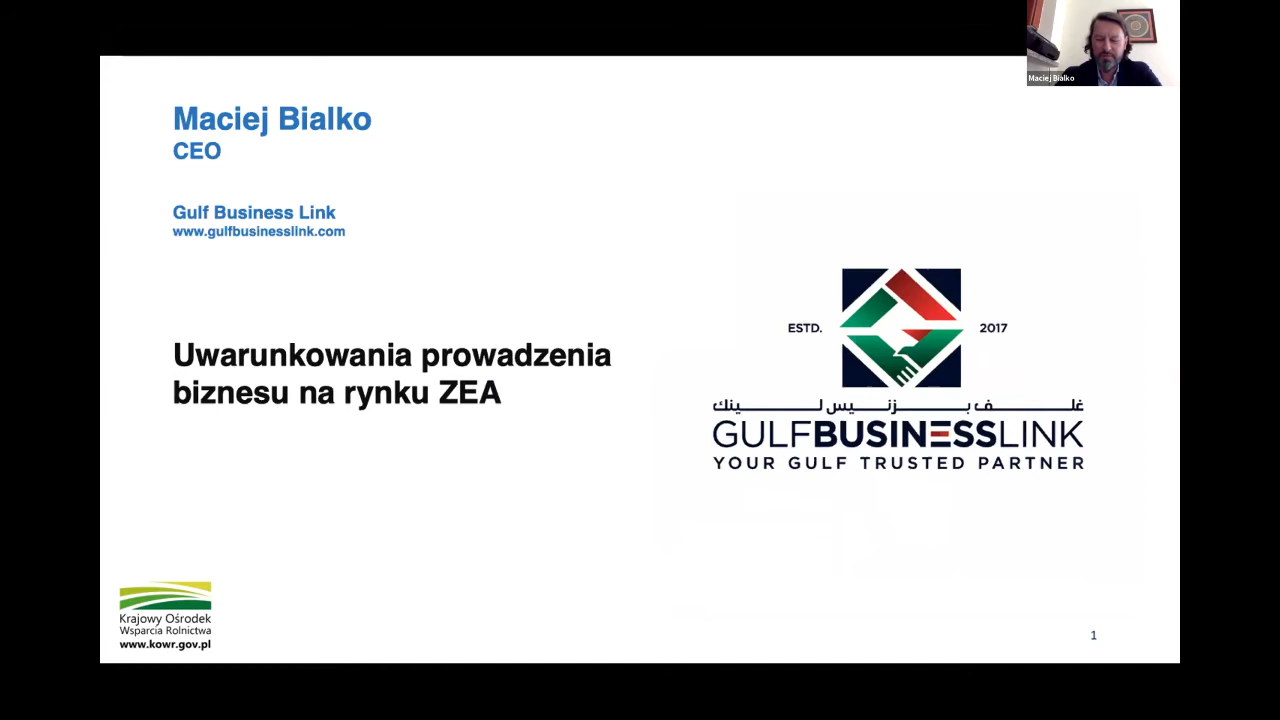 Maciej Bialko
Maciej Bialko
CEO
Gulf Business Link
www.gulfbusinesslink.com
Uwarunkowania prowadzenia
biznesu na rynku ZEA
ESTD. 2017
غلف بزنيس لينك
GULFBUSINESSLINK
YOUR GULF TRUSTED PARTNER
Krajowy Ośrodek
Wsparcia Rolnictwa
www.kowr.gov.pl
1